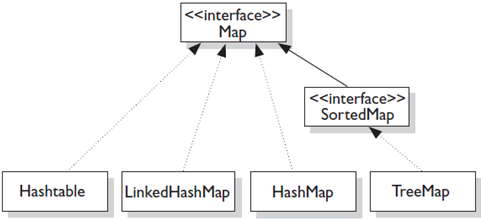 <<interface>>
Map
<<interface>>
SortedMap
Hashtable
LinkedHashMap
HashMap
TreeMap